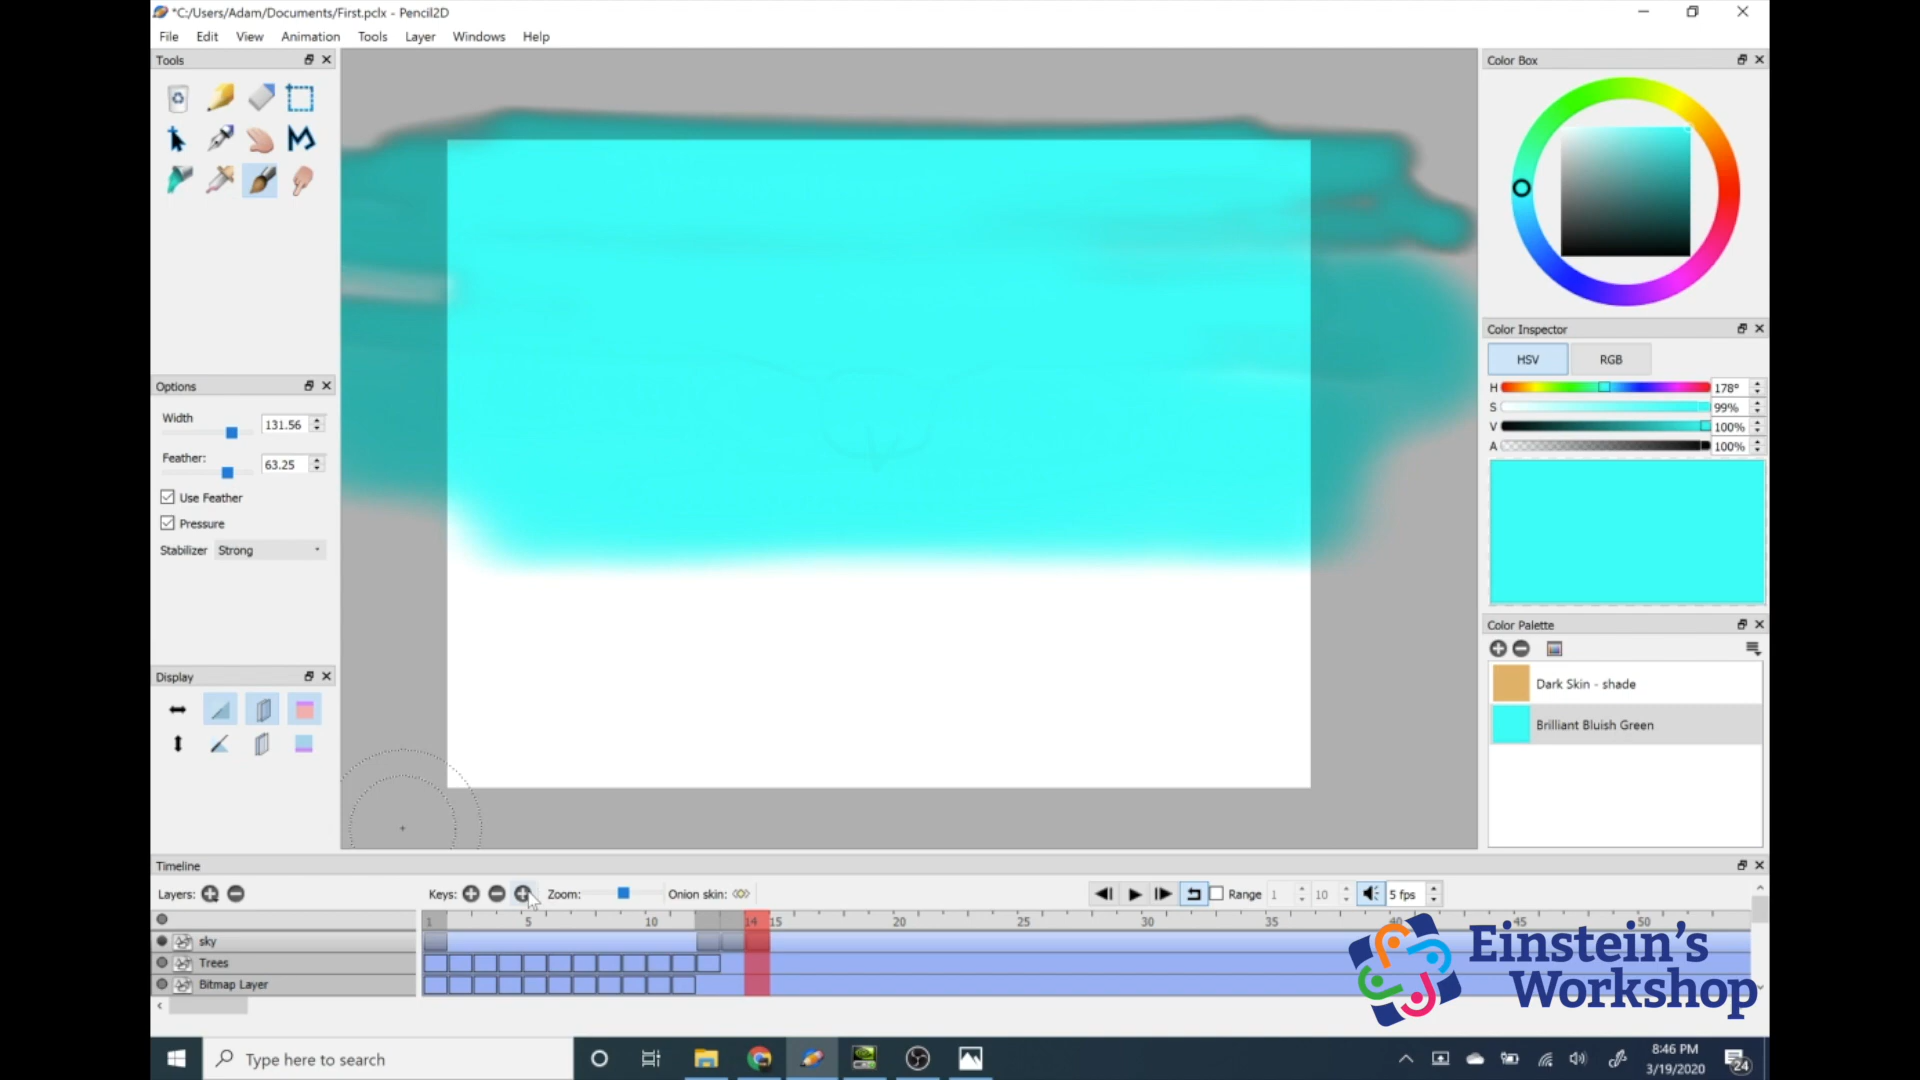 *C:/Users/Adam/Documents/First.pclx - Pencil2D
File Edit View Animation Tools Layer Windows Help
Tools
Options
Width
131.56
Feather:
63.25
Use Feather
Pressure
Stabilizer Strong
Display
Color Box
Color Inspector
HSV RGB
H 178°
S 99%
V 100%
A 100%
Color Palette
Dark Skin - shade
Brilliant Bluish Green
Timeline
Layers: Keys: Zoom: Onion skin: Range 1 10 5 fps
1 5 10 14 15 20 25 30 35 40 45 50
sky
Trees
Bitmap Layer
Einstein's
Workshop
Type here to search
8:46 PM
3/19/2020
24